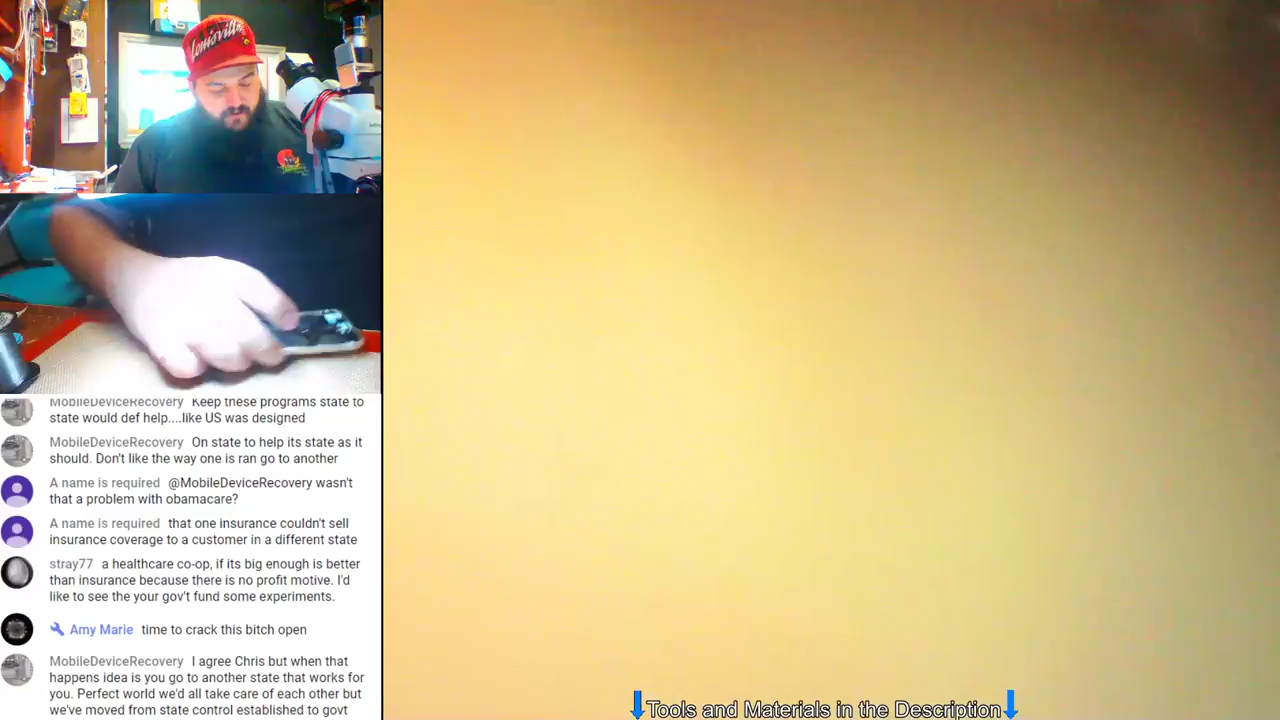 Louisville
MobileDeviceRecovery Keep these programs state to
state would def help....like US was designed
MobileDeviceRecovery On state to help its state as it
should. Don't like the way one is ran go to another
A name is required @MobileDeviceRecovery wasn't
that a problem with obamacare?
A name is required that one insurance couldn't sell
insurance coverage to a customer in a different state
stray77 a healthcare co-op, if its big enough is better
than insurance because there is no profit motive. I'd
like to see the your gov't fund some experiments.
Amy Marie time to crack this bitch open
MobileDeviceRecovery I agree Chris but when that
happens idea is you go to another state that works for
you. Perfect world we'd all take care of each other but
we've moved from state control established to govt
Tools and Materials in the Description